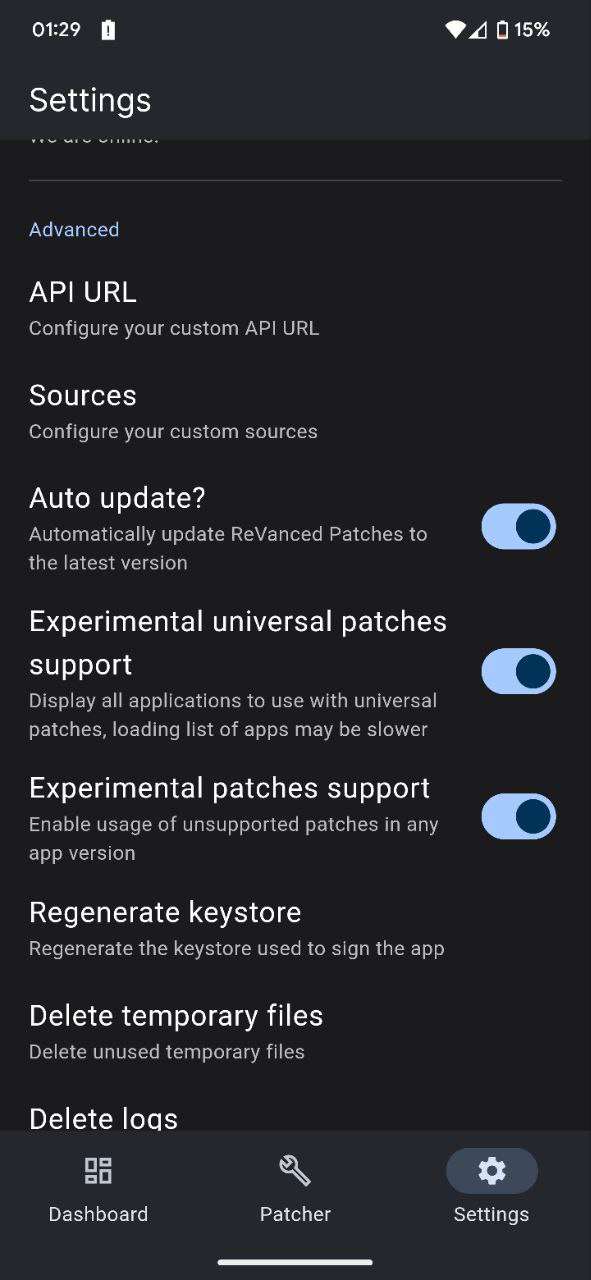 01:29
15%
Settings
We are online!
Advanced
API URL
Configure your custom API URL
Sources
Configure your custom sources
Auto update?
Automatically update ReVanced Patches to
the latest version
Experimental universal patches
support
Display all applications to use with universal
patches, loading list of apps may be slower
Experimental patches support
Enable usage of unsupported patches in any
app version
Regenerate keystore
Regenerate the keystore used to sign the app
Delete temporary files
Delete unused temporary files
Delete logs
Dashboard
Patcher
Settings